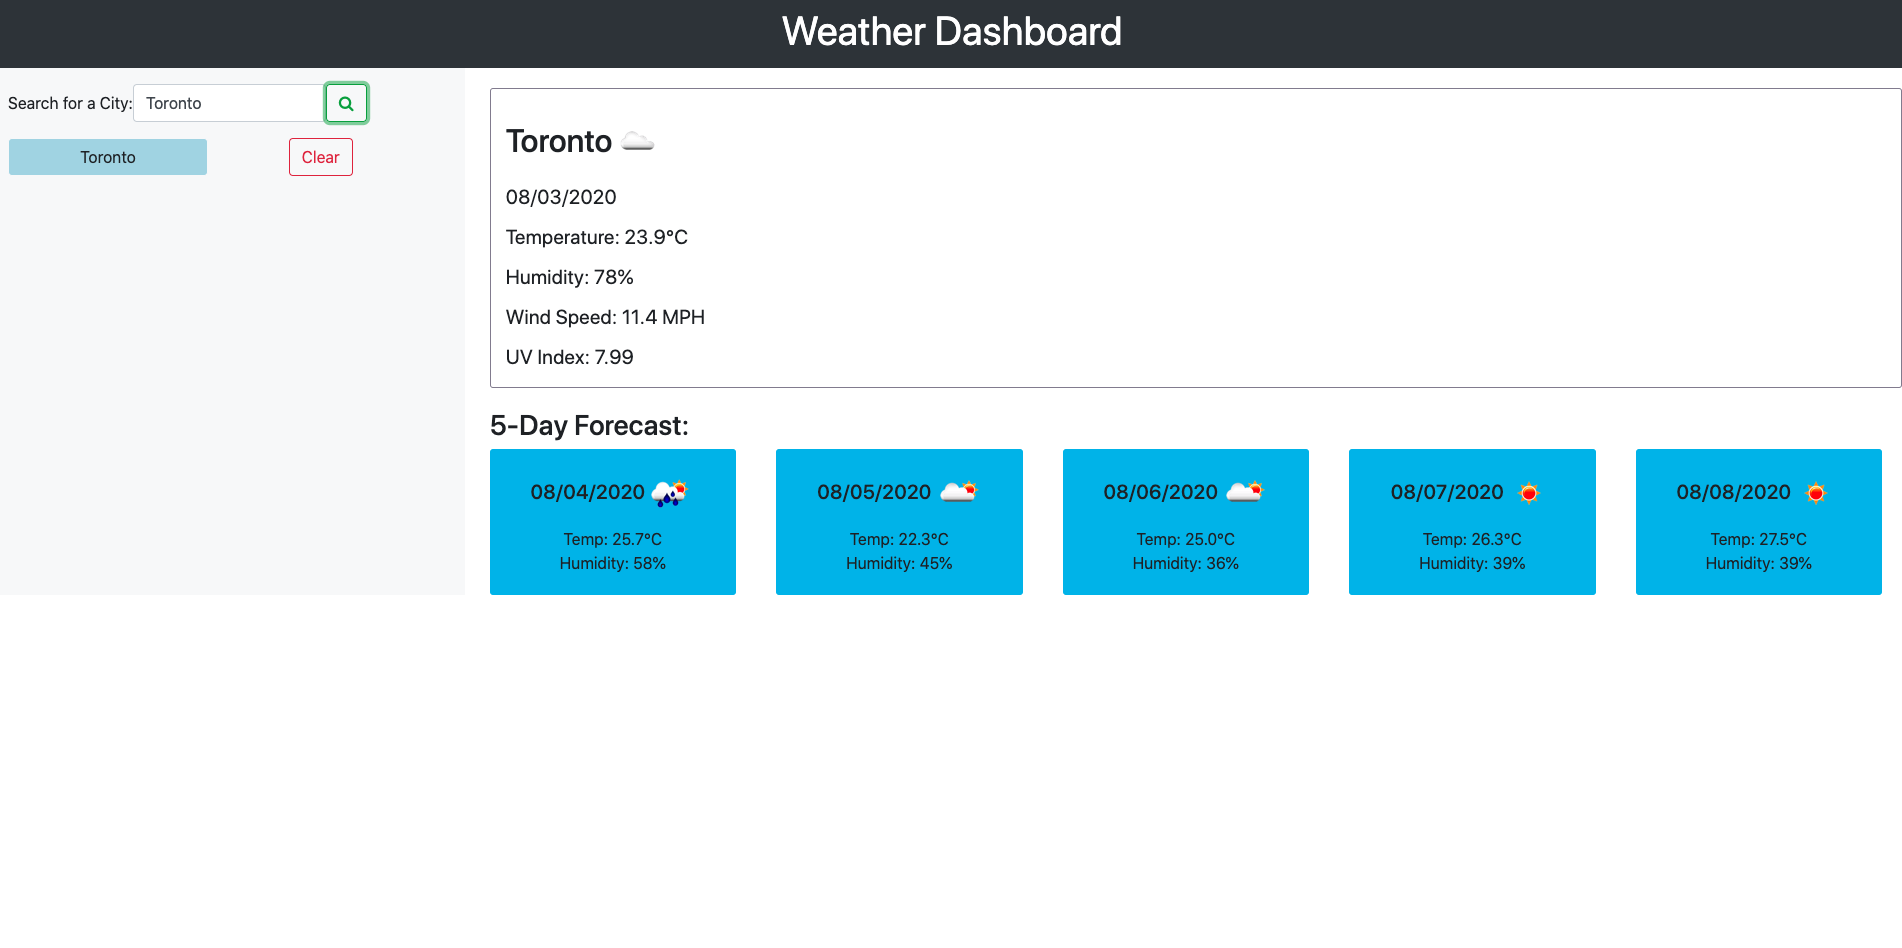 Weather Dashboard
Search for a City: Toronto
Toronto Clear
Toronto
08/03/2020
Temperature: 23.9°C
Humidity: 78%
Wind Speed: 11.4 MPH
UV Index: 7.99
5-Day Forecast:
08/04/2020
Temp: 25.7°C
Humidity: 58%
08/05/2020
Temp: 22.3°C
Humidity: 45%
08/06/2020
Temp: 25.0°C
Humidity: 36%
08/07/2020
Temp: 26.3°C
Humidity: 39%
08/08/2020
Temp: 27.5°C
Humidity: 39%